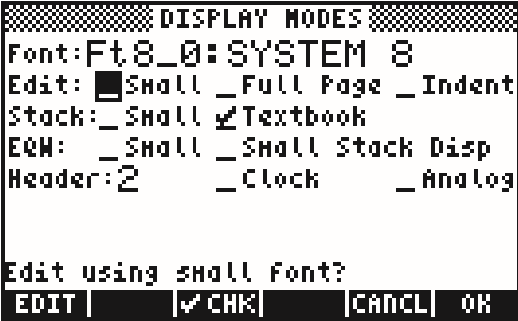 DISPLAY MODES
Font:Ft8_0:SYSTEM 8
Edit: _Small _Full Page _Indent
Stack:_Small ✓Textbook
EQW: _Small _Small Stack Disp
Header:2 _Clock _Analog
Edit using small font?
EDIT ✓CHK CANCL OK